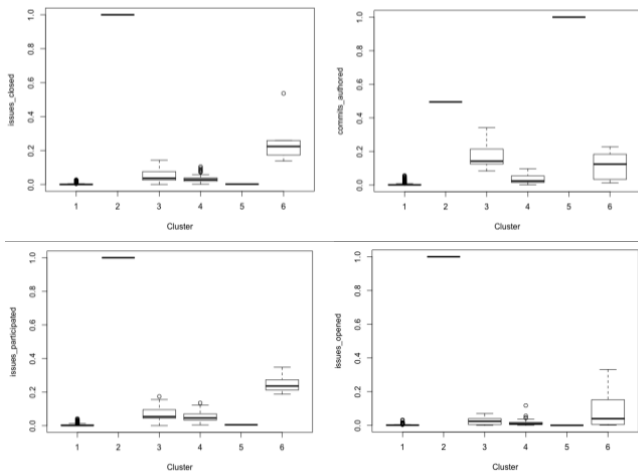 issues_closed
0.0 0.2 0.4 0.6 0.8 1.0
1 2 3 4 5 6
Cluster
commits_authored
0.0 0.2 0.4 0.6 0.8 1.0
1 2 3 4 5 6
Cluster
issues_participated
0.0 0.2 0.4 0.6 0.8 1.0
1 2 3 4 5 6
Cluster
issues_opened
0.0 0.2 0.4 0.6 0.8 1.0
1 2 3 4 5 6
Cluster